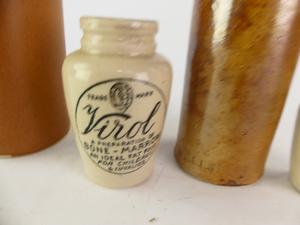 TRADE MARK
Virol
A PREPARATION OF
BONE-MARROW
AN IDEAL FAT FOOD
FOR CHILDREN
& INVALIDS